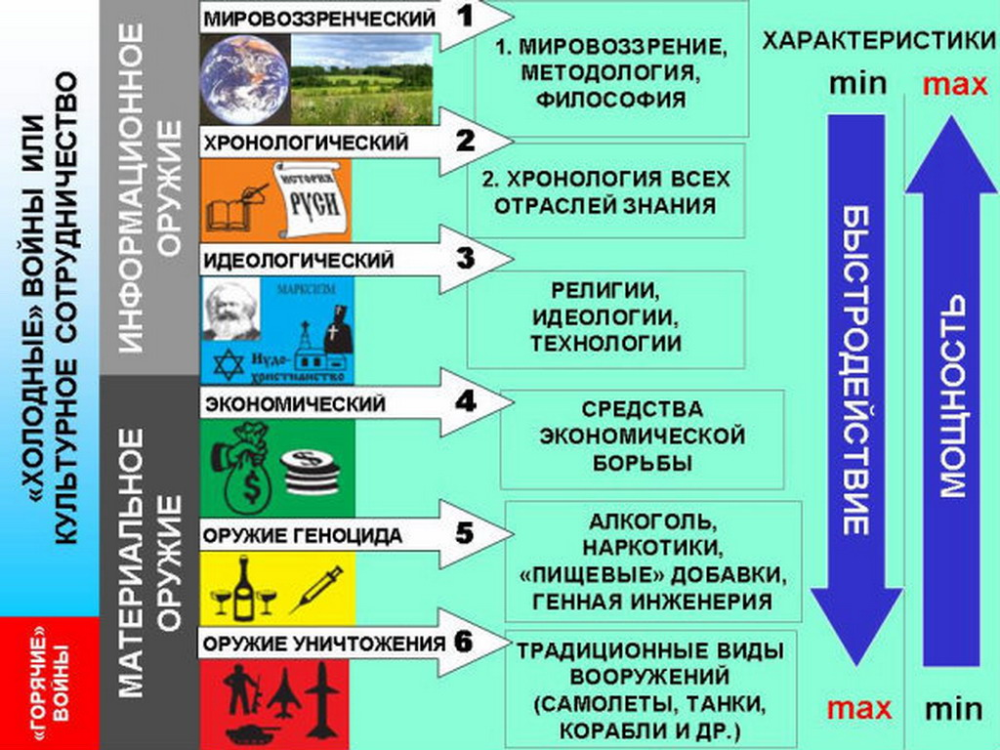 «ХОЛОДНЫЕ» ВОЙНЫ ИЛИ
КУЛЬТУРНОЕ СОТРУДНИЧЕСТВО
«ГОРЯЧИЕ»
ВОЙНЫ
ИНФОРМАЦИОННОЕ
ОРУЖИЕ
МАТЕРИАЛЬНОЕ
ОРУЖИЕ
МИРОВОЗЗРЕНЧЕСКИЙ 1
1. МИРОВОЗЗРЕНИЕ,
МЕТОДОЛОГИЯ,
ФИЛОСОФИЯ
ХРОНОЛОГИЧЕСКИЙ 2
ИСТОРИЯ
РУСИ
2. ХРОНОЛОГИЯ ВСЕХ
ОТРАСЛЕЙ ЗНАНИЯ
ИДЕОЛОГИЧЕСКИЙ 3
МАРКСИЗМ
Иудо-
христианство
РЕЛИГИИ,
ИДЕОЛОГИИ,
ТЕХНОЛОГИИ
ЭКОНОМИЧЕСКИЙ 4
$
$
СРЕДСТВА
ЭКОНОМИЧЕСКОЙ
БОРЬБЫ
ОРУЖИЕ ГЕНОЦИДА 5
АЛКОГОЛЬ,
НАРКОТИКИ,
«ПИЩЕВЫЕ» ДОБАВКИ,
ГЕННАЯ ИНЖЕНЕРИЯ
ОРУЖИЕ УНИЧТОЖЕНИЯ 6
ТРАДИЦИОННЫЕ ВИДЫ
ВООРУЖЕНИЙ
(САМОЛЕТЫ, ТАНКИ,
КОРАБЛИ И ДР.)
ХАРАКТЕРИСТИКИ
min max
БЫСТРОДЕЙСТВИЕ
МОЩНОСТЬ
max min